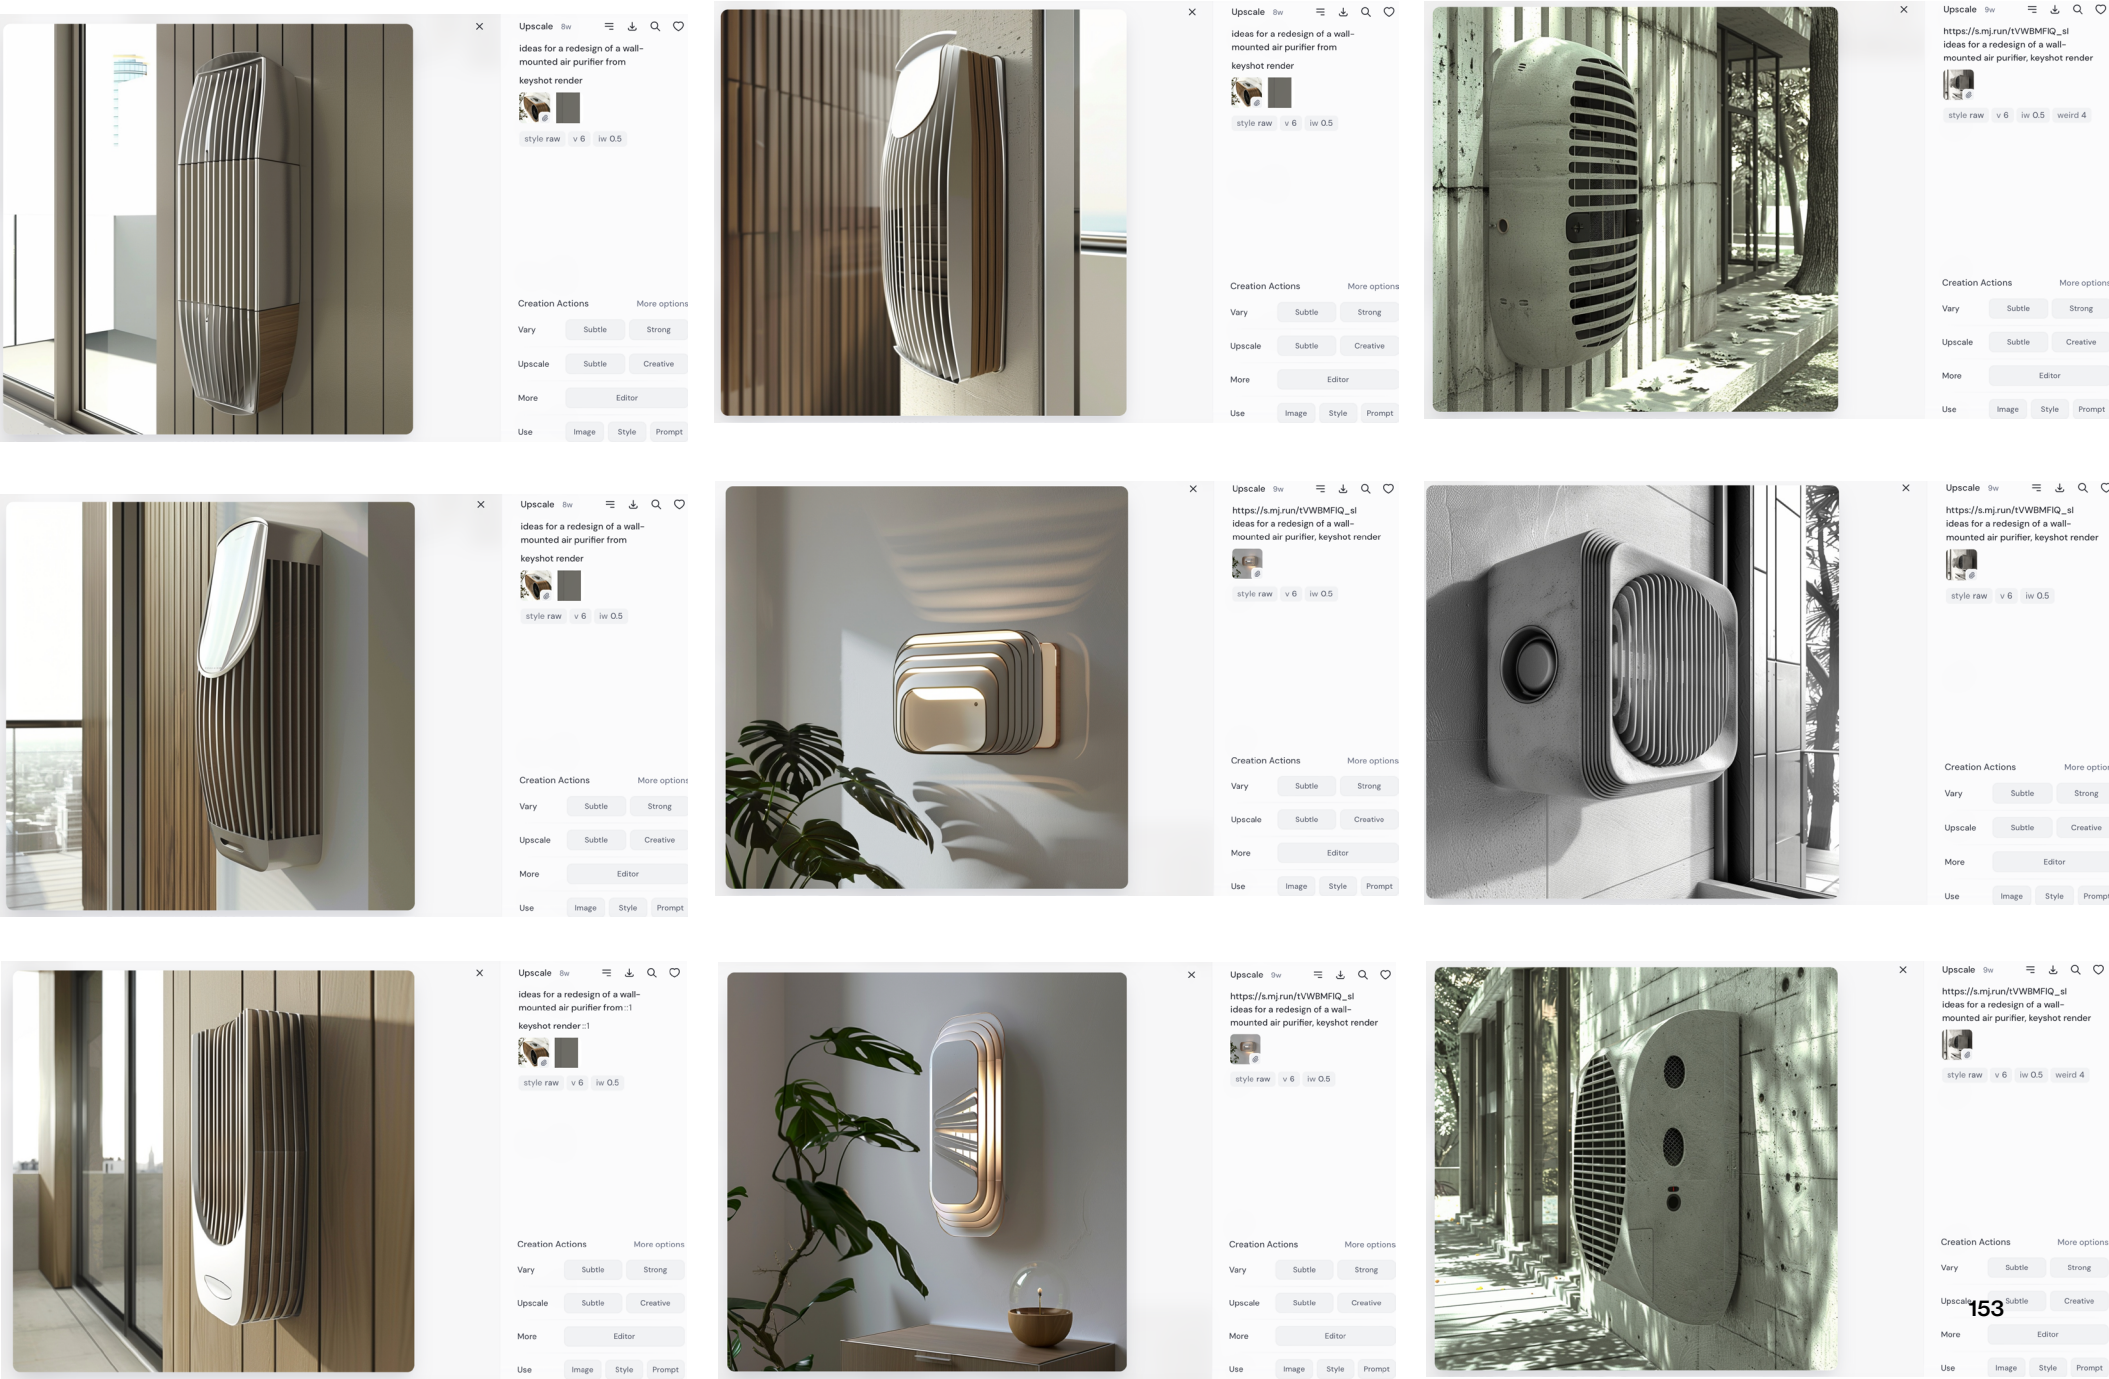 Upscale 8w
ideas for a redesign of a wall-
mounted air purifier from
keyshot render
style raw v 6 iw 0.5
Creation Actions More options
Vary Subtle Strong
Upscale Subtle Creative
More Editor
Use Image Style Prompt
Upscale 8w
ideas for a redesign of a wall-
mounted air purifier from
keyshot render
style raw v 6 iw 0.5
Creation Actions More options
Vary Subtle Strong
Upscale Subtle Creative
More Editor
Use Image Style Prompt
Upscale 9w
https://s.mj.run/tVWBMFIQ_sI
ideas for a redesign of a wall-
mounted air purifier, keyshot render
style raw v 6 iw 0.5 weird 4
Creation Actions More options
Vary Subtle Strong
Upscale Subtle Creative
More Editor
Use Image Style Prompt
Upscale 8w
ideas for a redesign of a wall-
mounted air purifier from
keyshot render
style raw v 6 iw 0.5
Creation Actions More options
Vary Subtle Strong
Upscale Subtle Creative
More Editor
Use Image Style Prompt
Upscale 9w
https://s.mj.run/tVWBMFIQ_sI
ideas for a redesign of a wall-
mounted air purifier, keyshot render
style raw v 6 iw 0.5
Creation Actions More options
Vary Subtle Strong
Upscale Subtle Creative
More Editor
Use Image Style Prompt
Upscale 9w
https://s.mj.run/tVWBMFIQ_sI
ideas for a redesign of a wall-
mounted air purifier, keyshot render
style raw v 6 iw 0.5
Creation Actions More option
Vary Subtle Strong
Upscale Subtle Creative
More Editor
Use Image Style Prompt
Upscale 8w
ideas for a redesign of a wall-
mounted air purifier from ::1
keyshot render ::1
style raw v 6 iw 0.5
Creation Actions More options
Vary Subtle Strong
Upscale Subtle Creative
More Editor
Use Image Style Prompt
Upscale 9w
https://s.mj.run/tVWBMFIQ_sI
ideas for a redesign of a wall-
mounted air purifier, keyshot render
style raw v 6 iw 0.5
Creation Actions More options
Vary Subtle Strong
Upscale Subtle Creative
More Editor
Use Image Style Prompt
Upscale 9w
https://s.mj.run/tVWBMFIQ_sI
ideas for a redesign of a wall-
mounted air purifier, keyshot render
style raw v 6 iw 0.5 weird 4
Creation Actions More options
Vary Subtle Strong
Upscale Subtle Creative
153
More Editor
Use Image Style Prompt